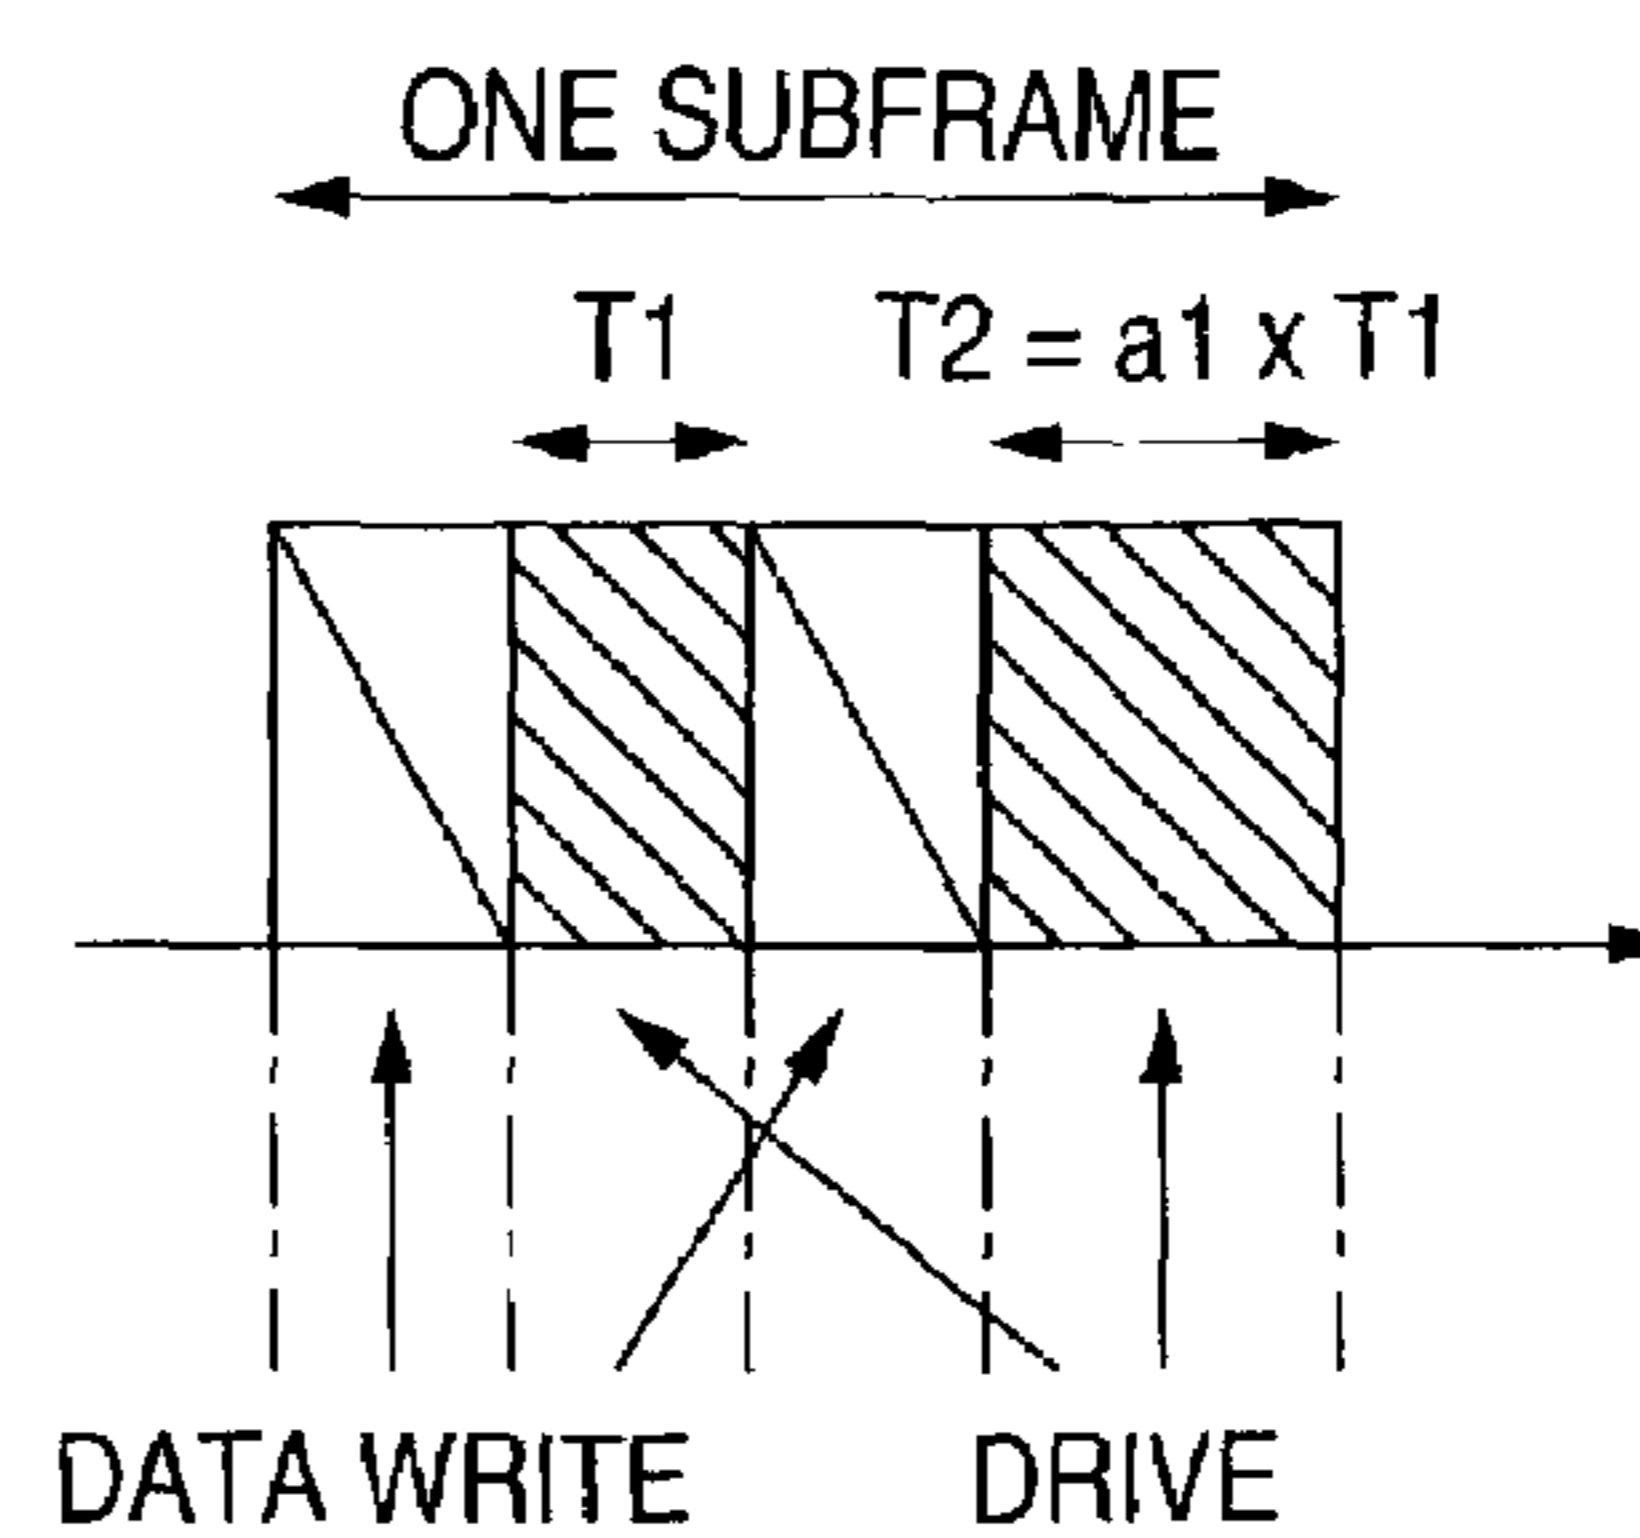 ONE SUBFRAME
T1 T2 = a1 x T1
DATA WRITE DRIVE